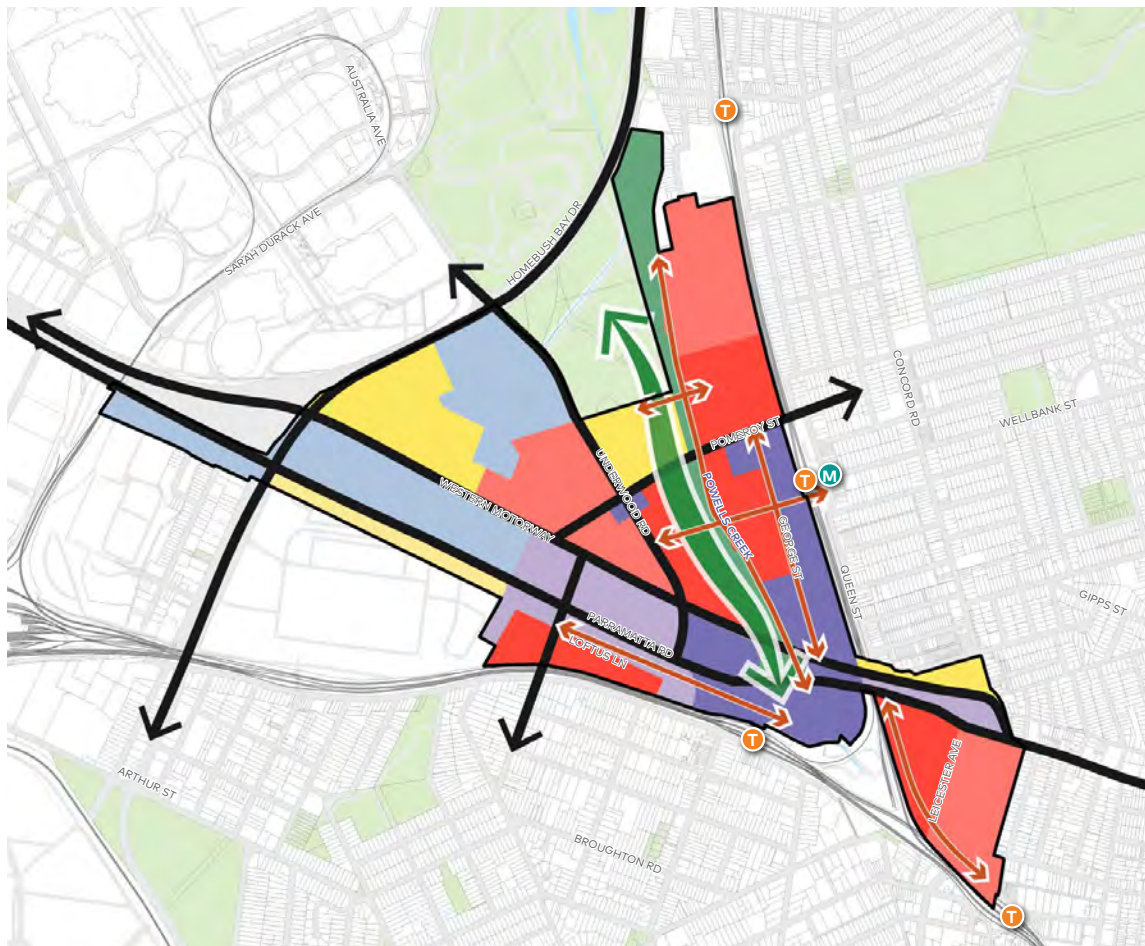 AUSTRALIA AVE
T
SARAH DURACK AVE
HOMEBUSH BAY DR
CONCORD RD
WELLBANK ST
POMEROY ST
UNDERWOOD RD
WESTERN MOTORWAY
T
M
POWELLS CREEK
GEORGE ST
QUEEN ST
GIPPS ST
PARRAMATTA RD
LOFTUS LN
T
ARTHUR ST
LEICESTER AVE
BROUGHTON RD
T